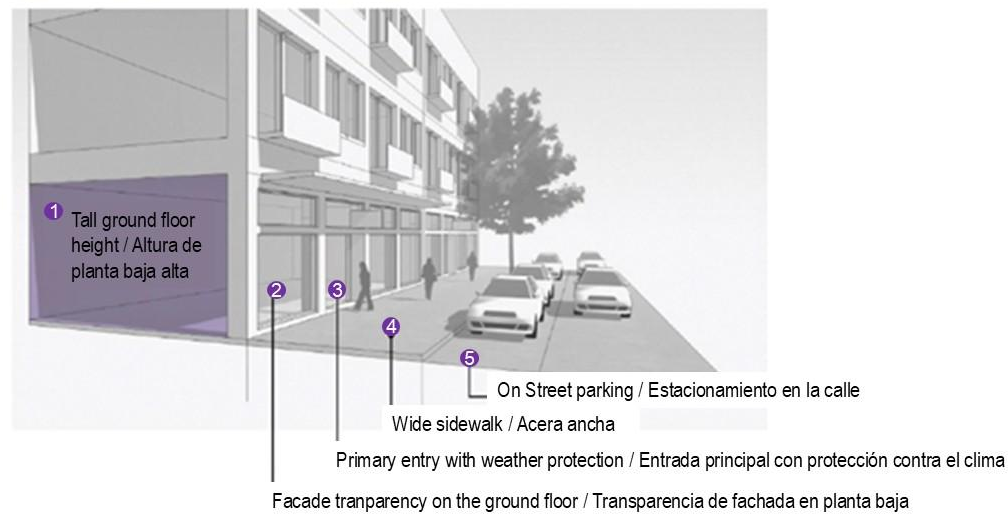 1 Tall ground floor
height / Altura de
planta baja alta
2
3
4
5
On Street parking / Estacionamiento en la calle
Wide sidewalk / Acera ancha
Primary entry with weather protection / Entrada principal con protección contra el clima
Facade tranparency on the ground floor / Transparencia de fachada en planta baja